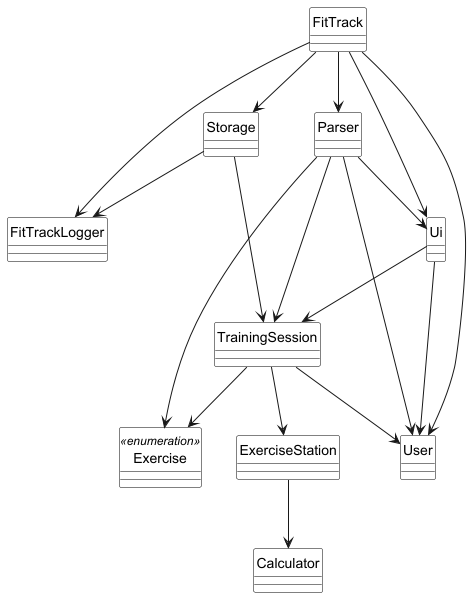 FitTrack
Storage
Parser
FitTrackLogger
Ui
TrainingSession
«enumeration»
Exercise
ExerciseStation
User
Calculator